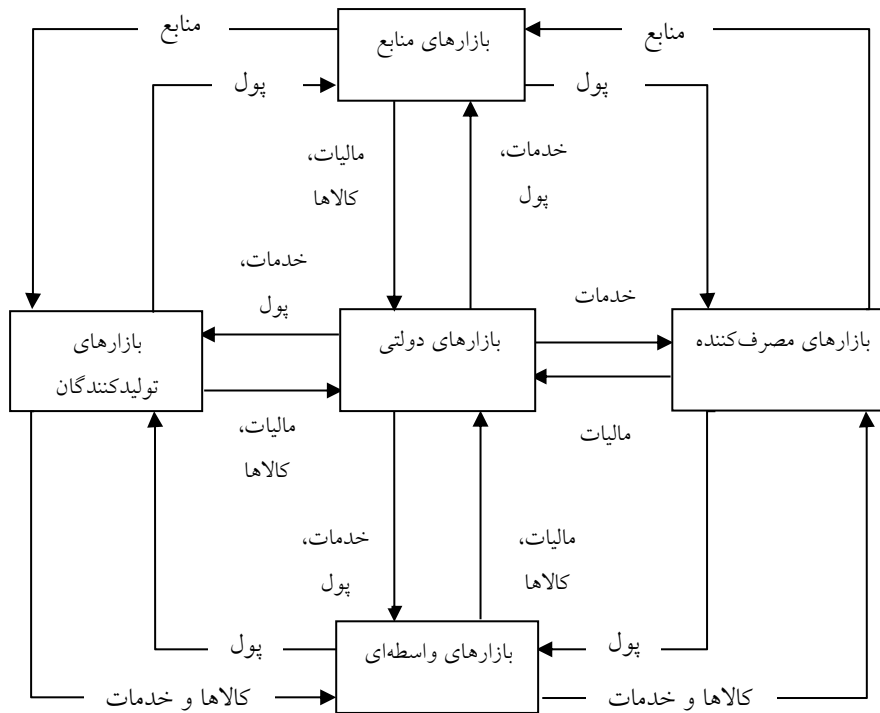 منابع
بازارهای منابع
منابع
پول
پول
مالیات،
کالاها
خدمات،
پول
خدمات،
پول
خدمات
بازارهای
تولیدکنندگان
بازارهای دولتی
بازارهای مصرف‌کننده
مالیات،
کالاها
مالیات
خدمات،
پول
مالیات،
کالاها
پول
بازارهای واسطه‌ای
پول
کالاها و خدمات
کالاها و خدمات